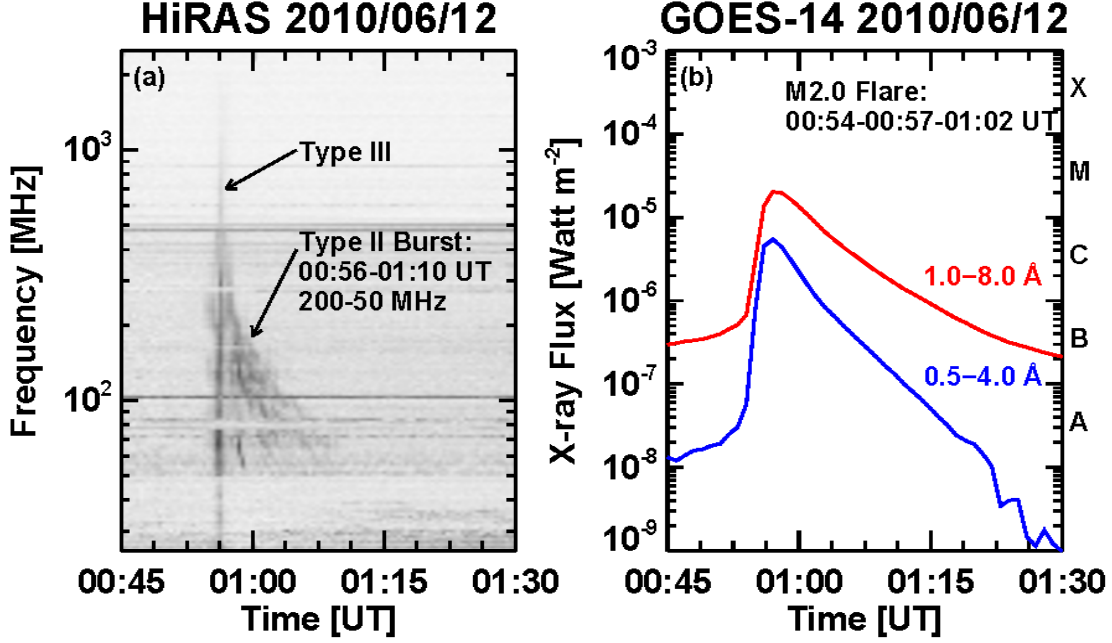 HiRAS 2010/06/12
(a)
Type III
Type II Burst:
00:56-01:10 UT
200-50 MHz
10³
10²
Frequency [MHz]
00:45 01:00 01:15 01:30
Time [UT]
GOES-14 2010/06/12
(b)
M2.0 Flare:
00:54-00:57-01:02 UT
1.0–8.0 Å
0.5–4.0 Å
10⁻³
10⁻⁴
10⁻⁵
10⁻⁶
10⁻⁷
10⁻⁸
10⁻⁹
X-ray Flux [Watt m⁻²]
X
M
C
B
A
00:45 01:00 01:15 01:30
Time [UT]